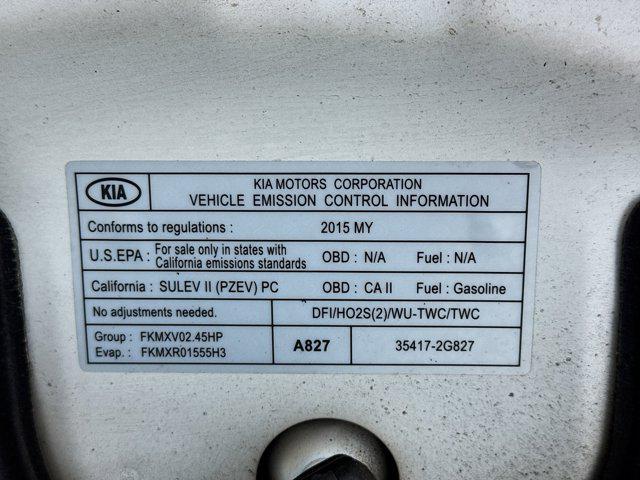 KIA
KIA MOTORS CORPORATION
VEHICLE EMISSION CONTROL INFORMATION
Conforms to regulations : 2015 MY
U.S.EPA : For sale only in states with California emissions standards OBD : N/A Fuel : N/A
California : SULEV II (PZEV) PC OBD : CA II Fuel : Gasoline
No adjustments needed. DFI/HO2S(2)/WU-TWC/TWC
Group : FKMXV02.45HP
Evap. : FKMXR01555H3
A827
35417-2G827